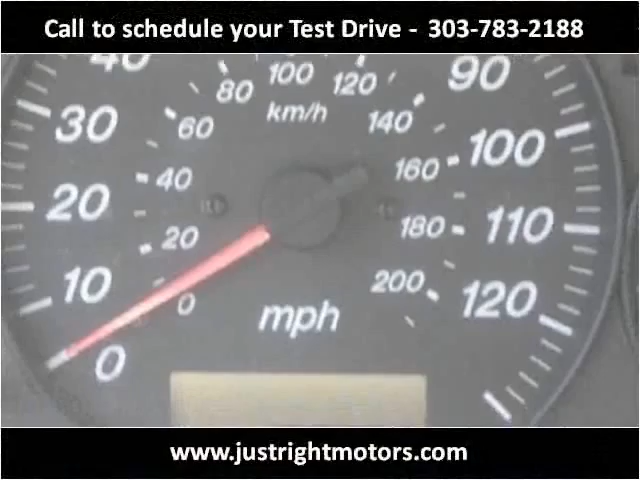 Call to schedule your Test Drive - 303-783-2188
40 100 120 90
80
30 km/h
60 140 100
40 160
20 180 110
20
10 0 200 120
mph
0
www.justrightmotors.com